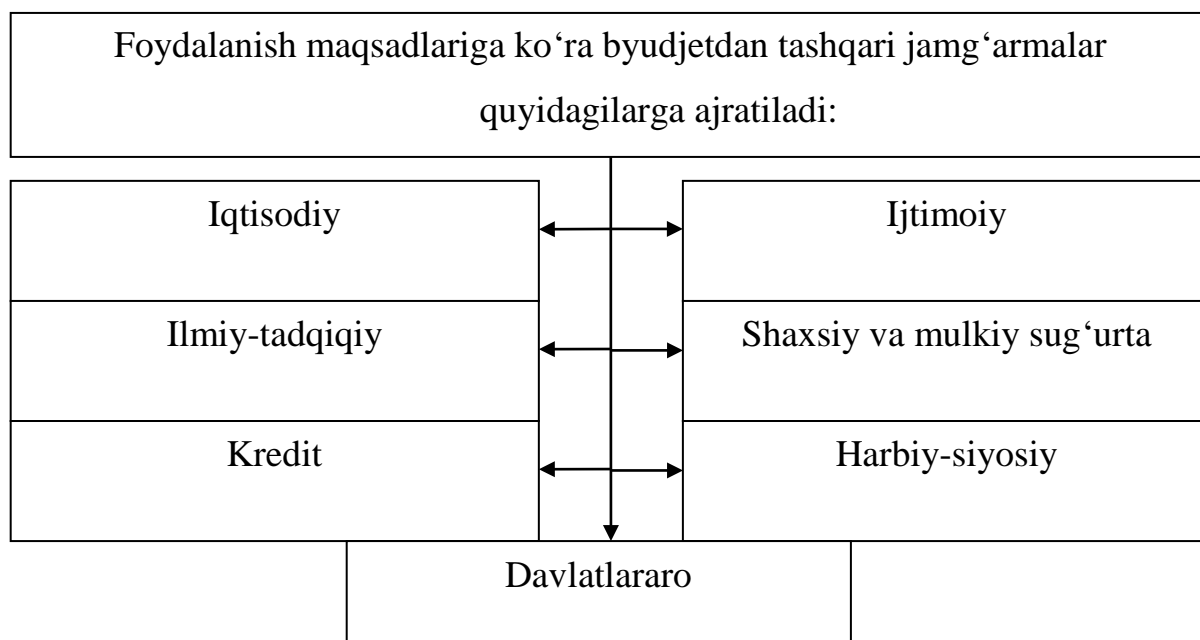 Foydalanish maqsadlariga ko‘ra byudjetdan tashqari jamg‘armalar
quyidagilarga ajratiladi:
Iqtisodiy
Ijtimoiy
Ilmiy-tadqiqiy
Shaxsiy va mulkiy sug‘urta
Kredit
Harbiy-siyosiy
Davlatlararo